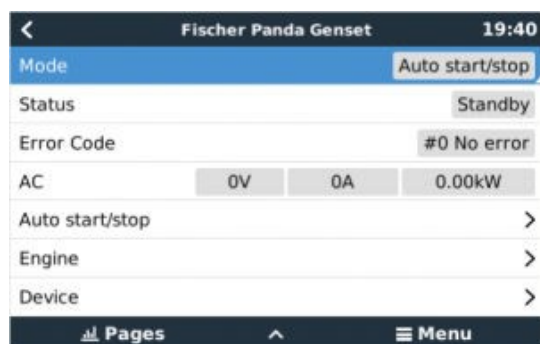 Fischer Panda Genset 19:40
Mode Auto start/stop
Status Standby
Error Code #0 No error
AC 0V 0A 0.00kW
Auto start/stop
Engine
Device
Pages Menu